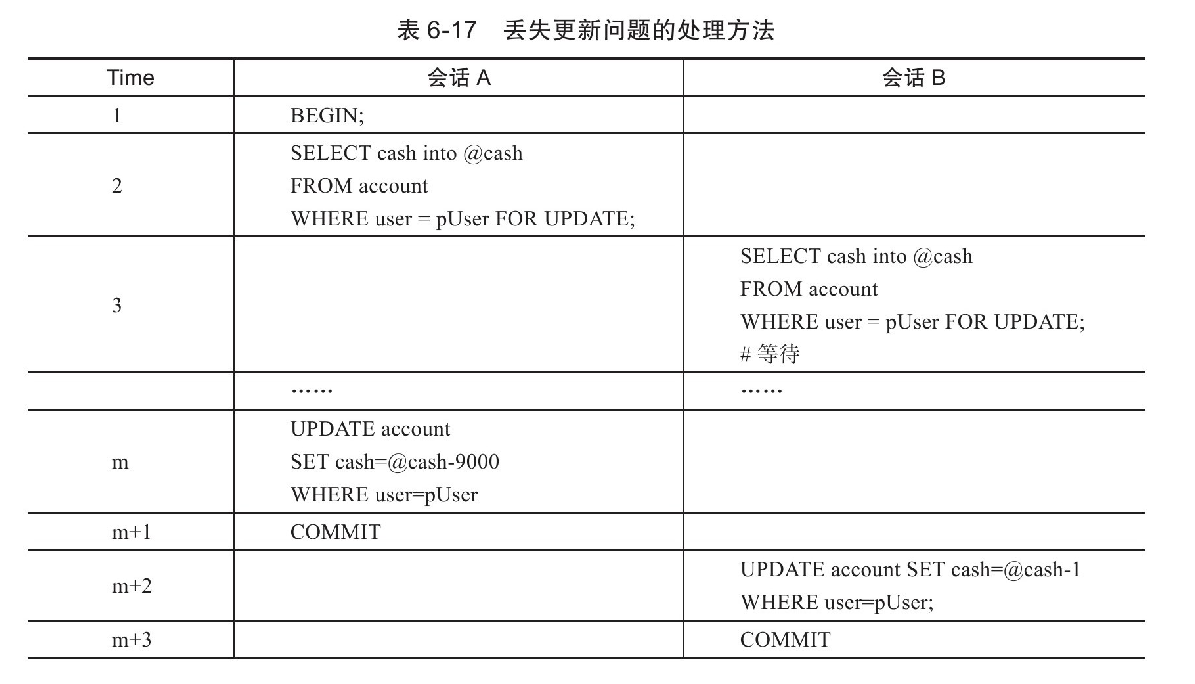 表 6-17 丢失更新问题的处理方法
Time 会话 A 会话 B
1 BEGIN;
SELECT cash into @cash
2 FROM account
WHERE user = pUser FOR UPDATE;
SELECT cash into @cash
FROM account
3
WHERE user = pUser FOR UPDATE;
# 等待
…… ……
UPDATE account
m SET cash=@cash-9000
WHERE user=pUser
m+1 COMMIT
UPDATE account SET cash=@cash-1
m+2
WHERE user=pUser;
m+3 COMMIT